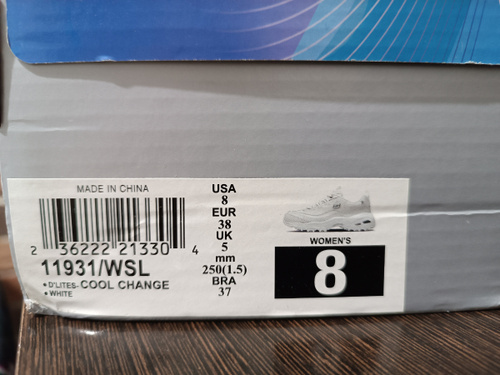 MADE IN CHINA
2 36222 21330 4
11931/WSL
• D'LITES- COOL CHANGE
• WHITE
USA
8
EUR
38
UK
5
mm
250(1.5)
BRA
37
WOMEN'S
8